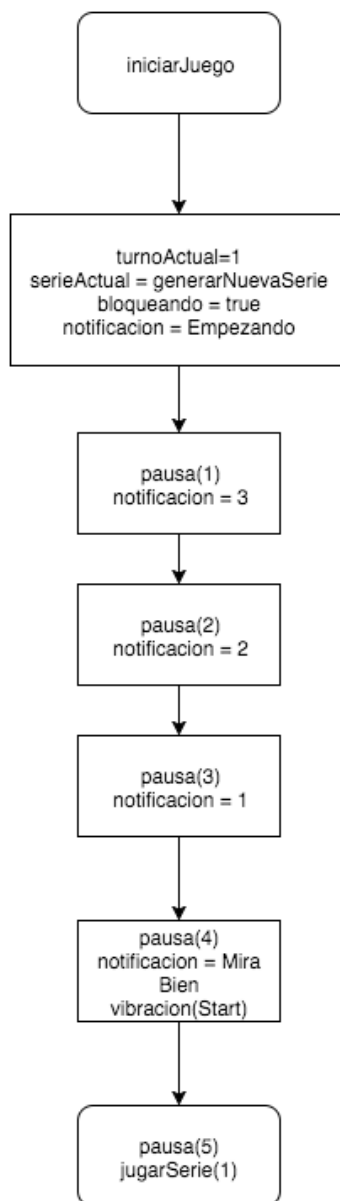 iniciarJuego
turnoActual=1
serieActual = generarNuevaSerie
bloqueando = true
notificacion = Empezando
pausa(1)
notificacion = 3
pausa(2)
notificacion = 2
pausa(3)
notificacion = 1
pausa(4)
notificacion = Mira
Bien
vibracion(Start)
pausa(5)
jugarSerie(1)